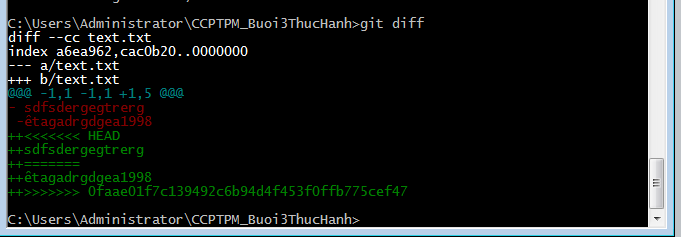 C:\Users\Administrator\CCPTPM_Buoi3ThucHanh>git diff
diff --cc text.txt
index a6ea962,cac0b20..0000000
--- a/text.txt
+++ b/text.txt
@@@ -1,1 -1,1 +1,5 @@@
- sdfsdergegtrerg
 -êtagadrgdgea1998
++<<<<<<< HEAD
++sdfsdergegtrerg
++=======
++êtagadrgdgea1998
++>>>>>>> 0faae01f7c139492c6b94d4f453f0ffb775cef47
C:\Users\Administrator\CCPTPM_Buoi3ThucHanh>